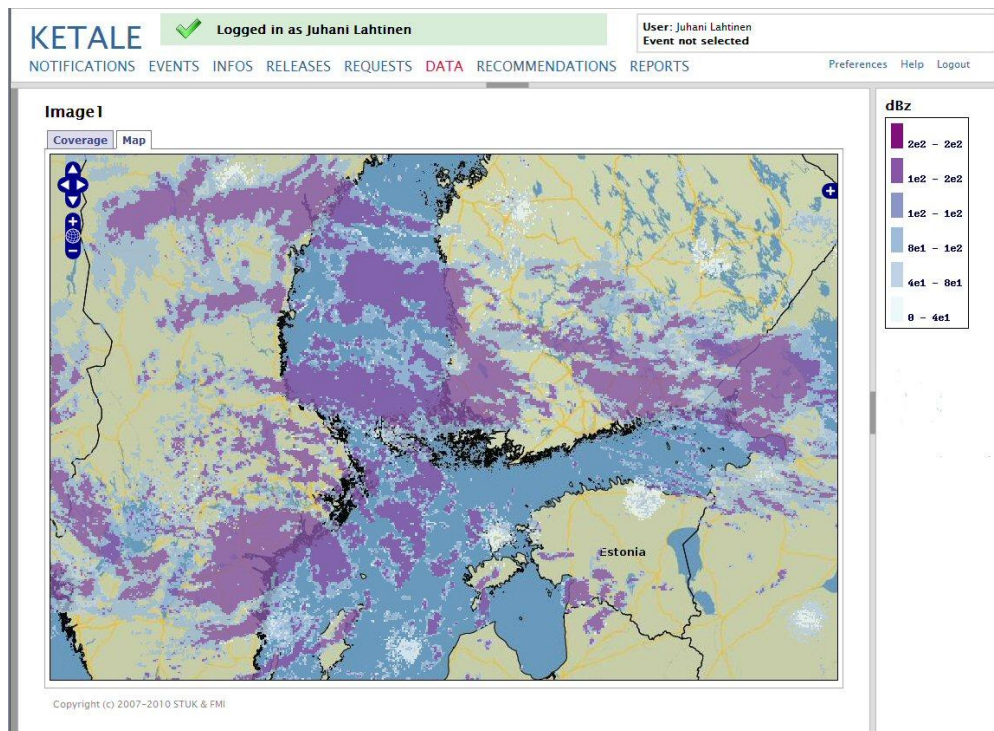 KETALE
Logged in as Juhani Lahtinen
User: Juhani Lahtinen
Event not selected
NOTIFICATIONS EVENTS INFOS RELEASES REQUESTS DATA RECOMMENDATIONS REPORTS
Preferences Help Logout
Image1
Coverage Map
dBz
2e2 - 2e2
1e2 - 2e2
1e2 - 1e2
8e1 - 1e2
4e1 - 8e1
0 - 4e1
Estonia
Copyright (c) 2007-2010 STUK & FMI